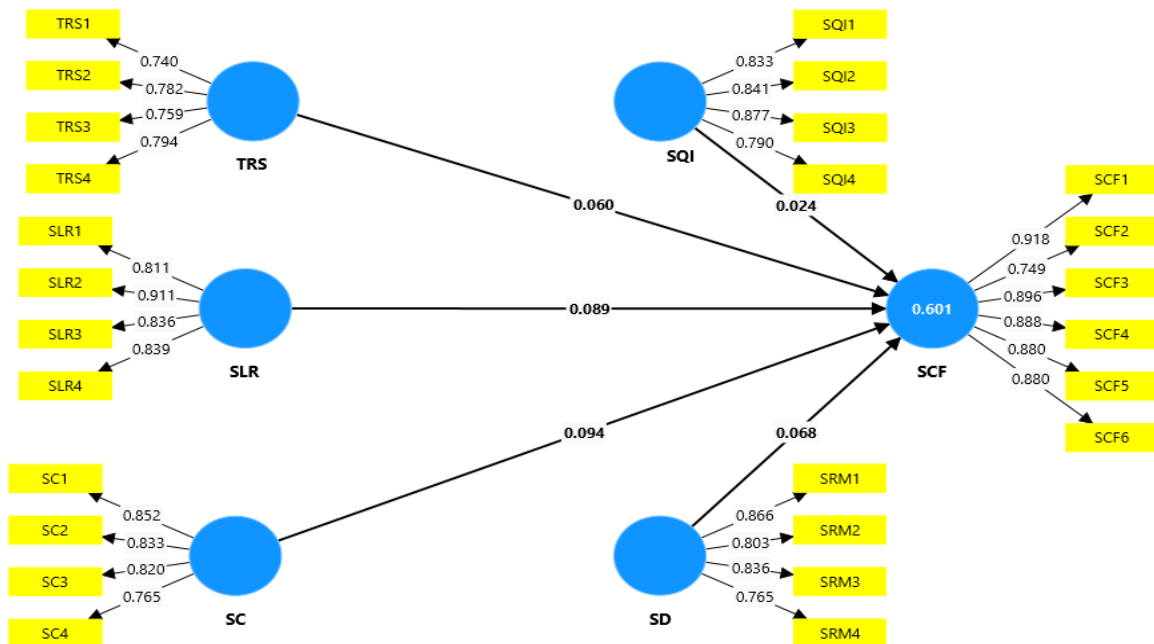 TRS1
TRS2
TRS3
TRS4
0.740
0.782
0.759
0.794
TRS
SQI1
SQI2
SQI3
SQI4
0.833
0.841
0.877
0.790
SQI
SLR1
SLR2
SLR3
SLR4
0.811
0.911
0.836
0.839
SLR
0.060
0.024
0.089
0.094
0.068
0.601
SCF
SCF1
SCF2
SCF3
SCF4
SCF5
SCF6
0.918
0.749
0.896
0.888
0.880
0.880
SC1
SC2
SC3
SC4
0.852
0.833
0.820
0.765
SC
SRM1
SRM2
SRM3
SRM4
0.866
0.803
0.836
0.765
SD